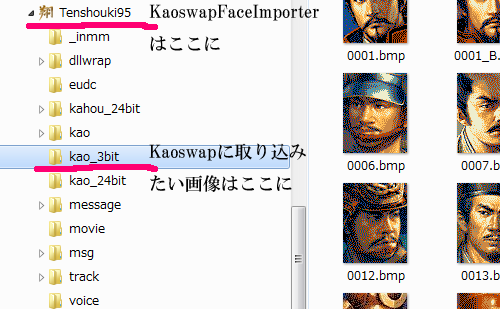 Tenshouki95
KaoswapFaceImporter
はここに
_inmm
dllwrap
eudc
kahou_24bit
kao
kao_3bit
Kaoswapに取り込み
たい画像はここに
kao_24bit
message
movie
msg
track
voice
0001.bmp
0001_B.
0006.bmp
0007.b
0012.bmp
0013.b